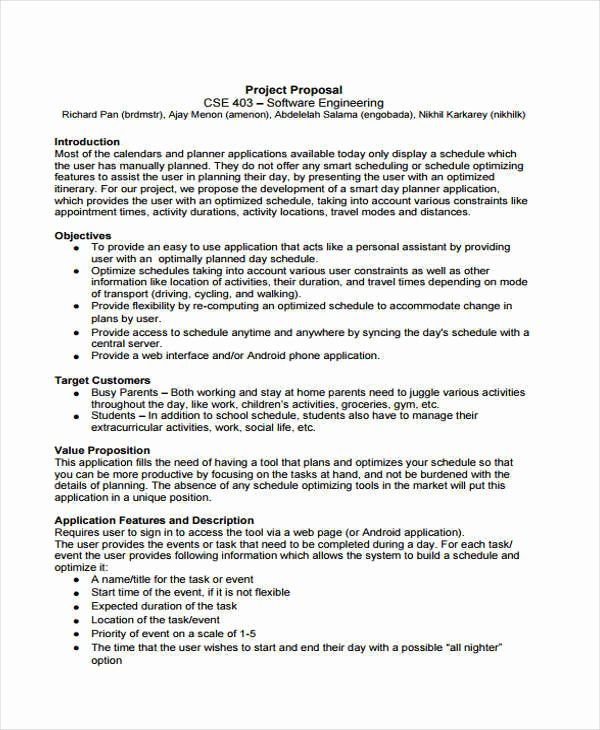 Project Proposal
CSE 403 – Software Engineering
Richard Pan (brdmstr), Ajay Menon (amenon), Abdelelah Salama (engobada), Nikhil Karkarey (nikhilk)
Introduction
Most of the calendars and planner applications available today only display a schedule which
the user has manually planned. They do not offer any smart scheduling or schedule optimizing
features to assist the user in planning their day, by presenting the user with an optimized
itinerary. For our project, we propose the development of a smart day planner application,
which provides the user with an optimized schedule, taking into account various constraints like
appointment times, activity durations, activity locations, travel modes and distances.
Objectives
● To provide an easy to use application that acts like a personal assistant by providing
user with an optimally planned day schedule.
● Optimize schedules taking into account various user constraints as well as other
information like location of activities, their duration, and travel times depending on mode
of transport (driving, cycling, and walking).
● Provide flexibility by re-computing an optimized schedule to accommodate change in
plans by user.
● Provide access to schedule anytime and anywhere by syncing the day's schedule with a
central server.
● Provide a web interface and/or Android phone application.
Target Customers
● Busy Parents – Both working and stay at home parents need to juggle various activities
throughout the day, like work, children's activities, groceries, gym, etc.
● Students – In addition to school schedule, students also have to manage their
extracurricular activities, work, social life, etc.
Value Proposition
This application fills the need of having a tool that plans and optimizes your schedule so that
you can be more productive by focusing on the tasks at hand, and not be burdened with the
details of planning. The absence of any schedule optimizing tools in the market will put this
application in a unique position.
Application Features and Description
Requires user to sign in to access the tool via a web page (or Android application).
The user provides the events or task that need to be completed during a day. For each task/
event the user provides following information which allows the system to build a schedule and
optimize it:
● A name/title for the task or event
● Start time of the event, if it is not flexible
● Expected duration of the task
● Location of the task/event
● Priority of event on a scale of 1-5
● The time that the user wishes to start and end their day with a possible “all nighter”
option